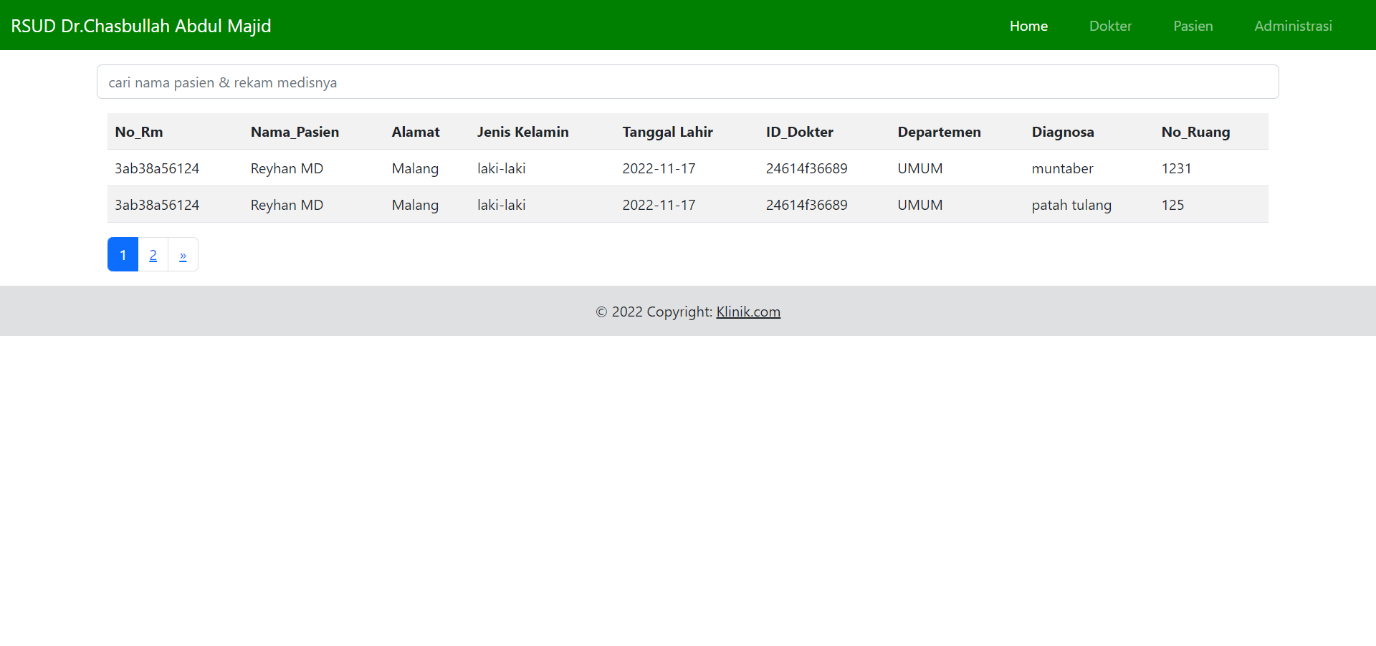 RSUD Dr.Chasbullah Abdul Majid Home Dokter Pasien Administrasi
cari nama pasien & rekam medisnya
No_Rm Nama_Pasien Alamat Jenis Kelamin Tanggal Lahir ID_Dokter Departemen Diagnosa No_Ruang
3ab38a56124 Reyhan MD Malang laki-laki 2022-11-17 24614f36689 UMUM muntaber 1231
3ab38a56124 Reyhan MD Malang laki-laki 2022-11-17 24614f36689 UMUM patah tulang 125
1 2 »
© 2022 Copyright: Klinik.com